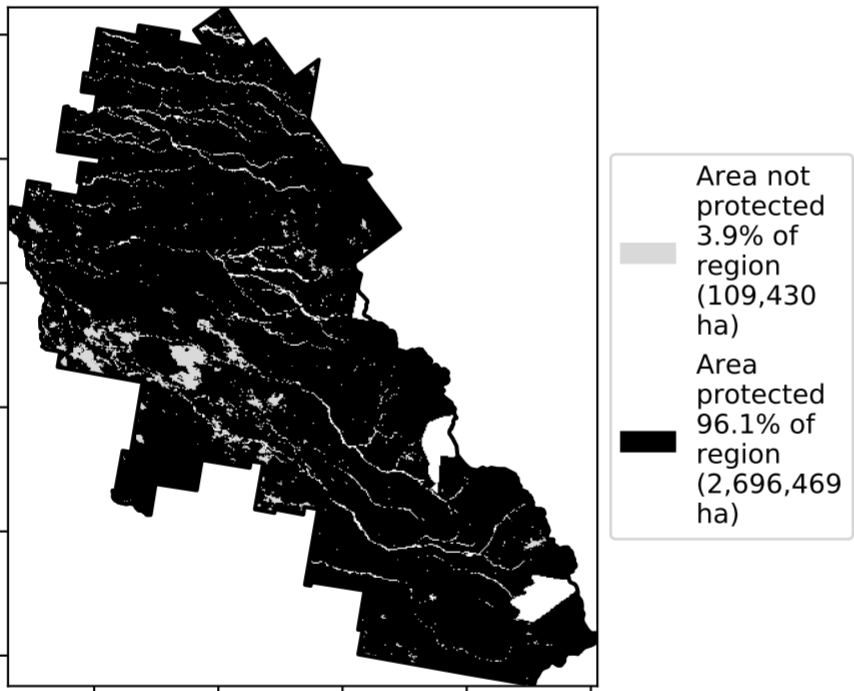 Area not
protected
3.9% of
region
(109,430
ha)
Area
protected
96.1% of
region
(2,696,469
ha)